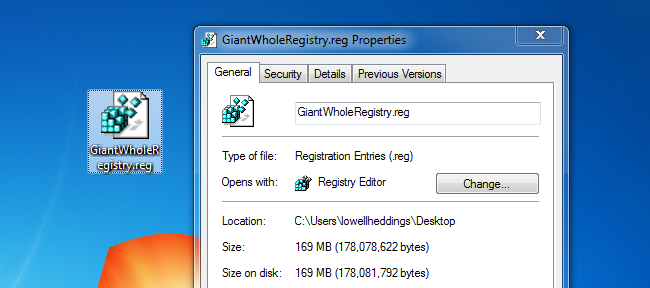 GiantWholeR
egistry.reg
GiantWholeRegistry.reg Properties
General Security Details Previous Versions
GiantWholeRegistry.reg
Type of file: Registration Entries (.reg)
Opens with: Registry Editor Change...
Location: C:\Users\lowellheddings\Desktop
Size: 169 MB (178,078,622 bytes)
Size on disk: 169 MB (178,081,792 bytes)